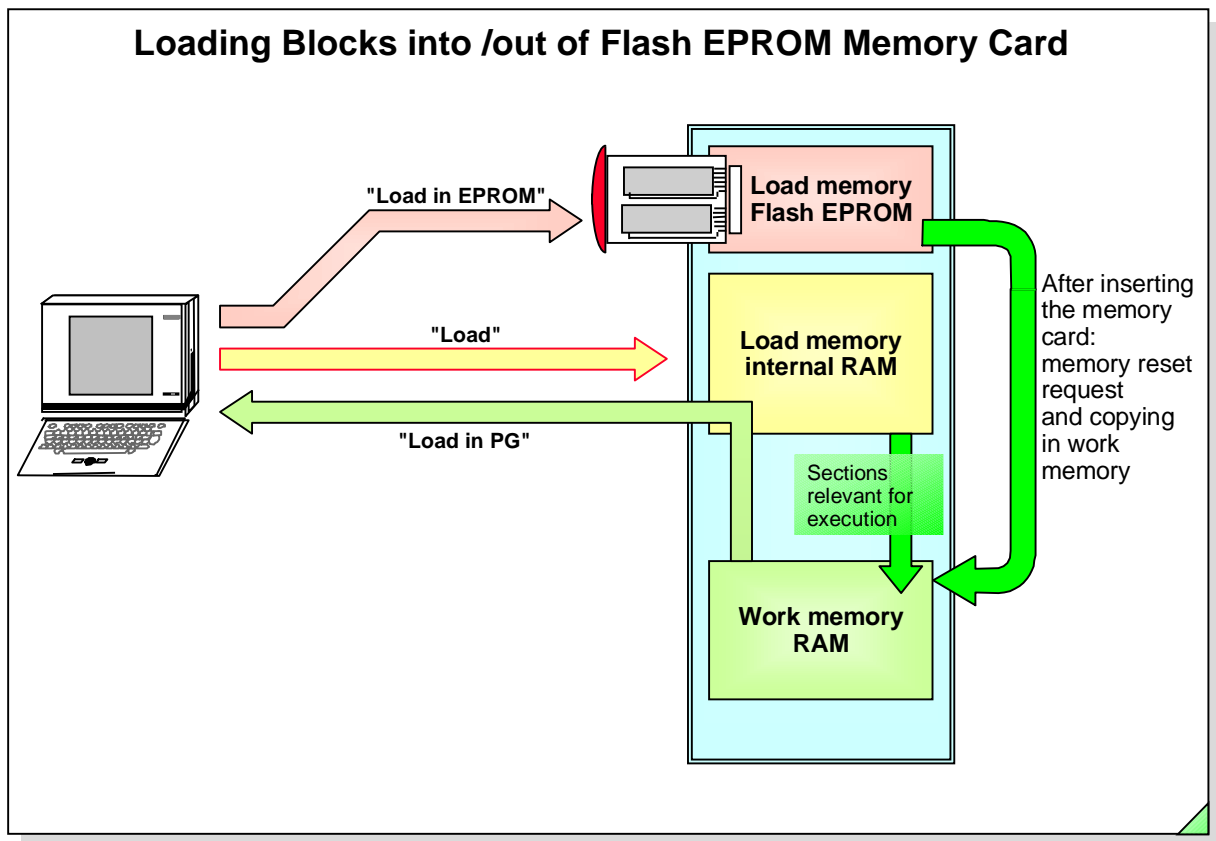 Loading Blocks into /out of Flash EPROM Memory Card
"Load in EPROM"
Load memory
Flash EPROM
After inserting
the memory
card:
memory reset
request
and copying
in work
memory
"Load"
Load memory
internal RAM
"Load in PG"
Sections
relevant for
execution
Work memory
RAM